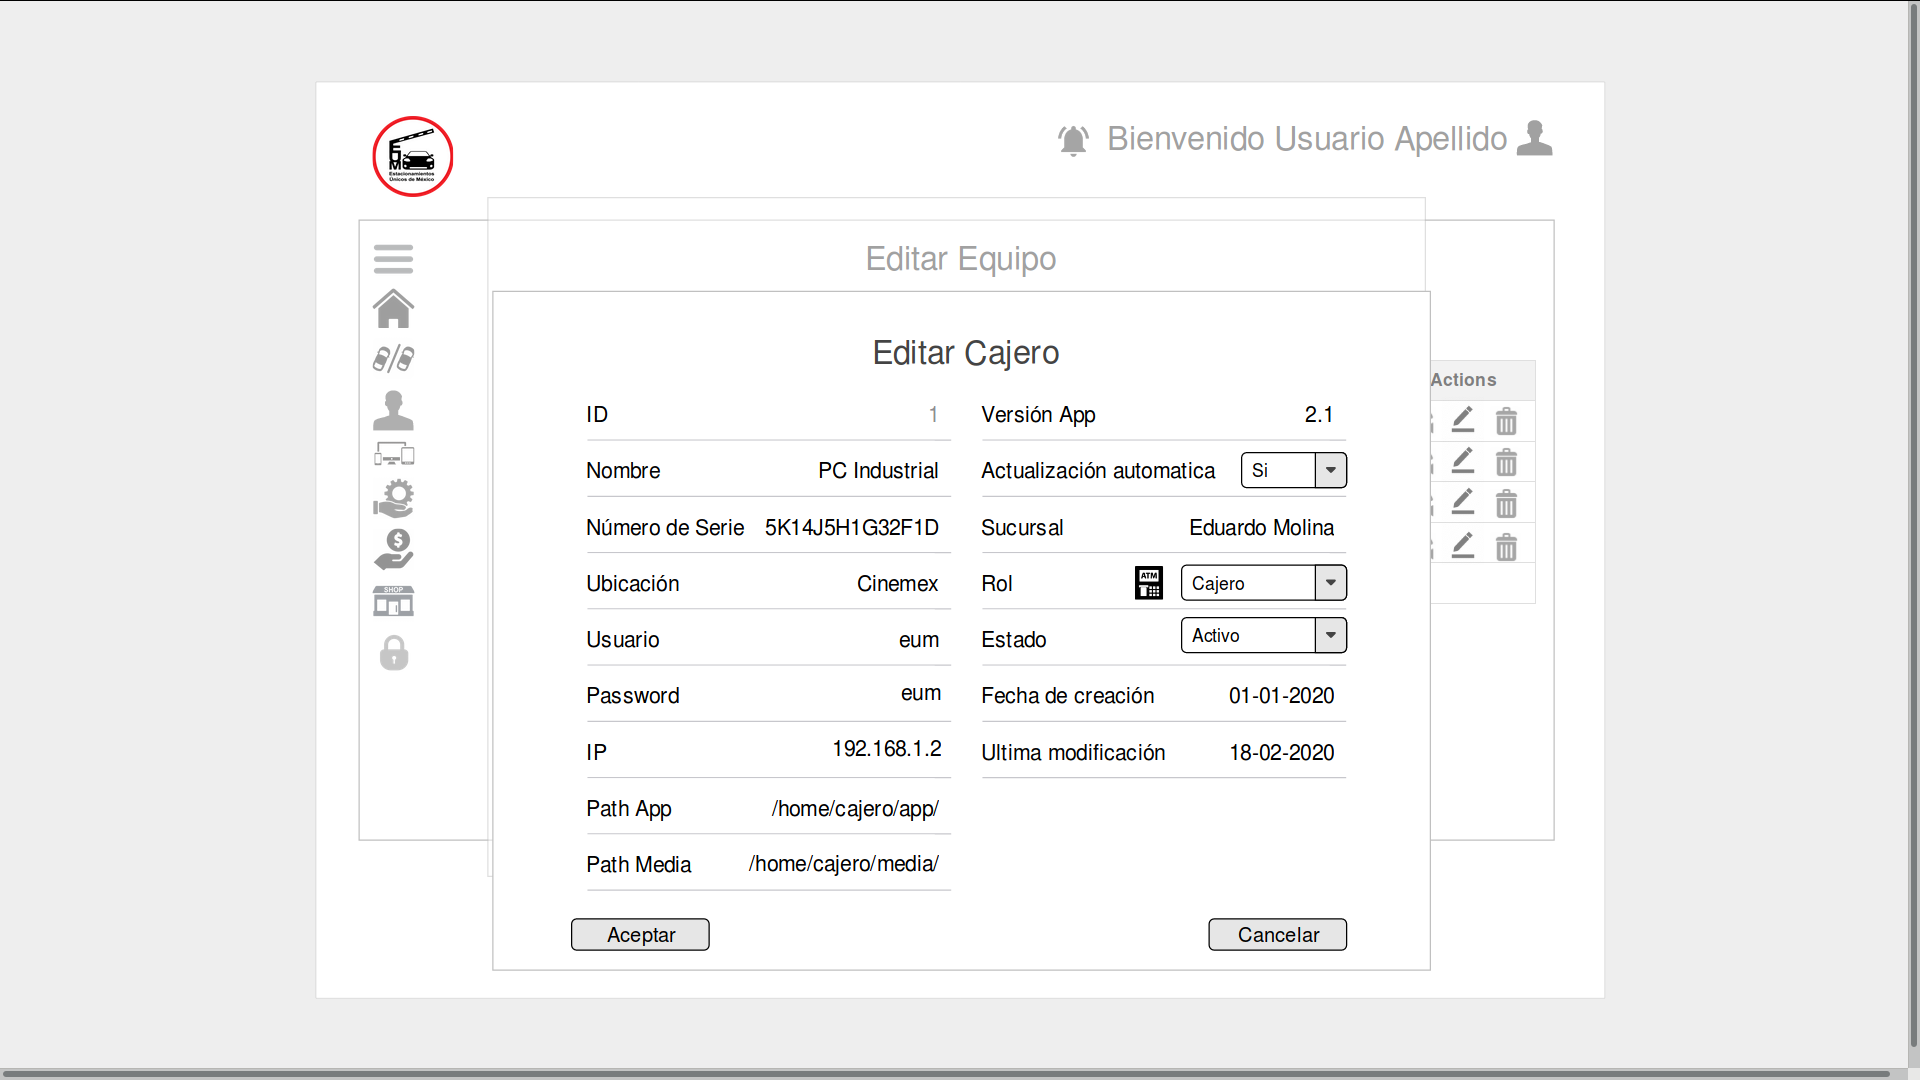 EUM
Estacionamientos
Únicos de México
Bienvenido Usuario Apellido
Editar Equipo
Editar Cajero
Actions
ID 1
Nombre PC Industrial
Número de Serie 5K14J5H1G32F1D
Ubicación Cinemex
Usuario eum
Password eum
IP 192.168.1.2
Path App /home/cajero/app/
Path Media /home/cajero/media/
Versión App 2.1
Actualización automatica Si
Sucursal Eduardo Molina
Rol ATM Cajero
Estado Activo
Fecha de creación 01-01-2020
Ultima modificación 18-02-2020
SHOP
Aceptar
Cancelar